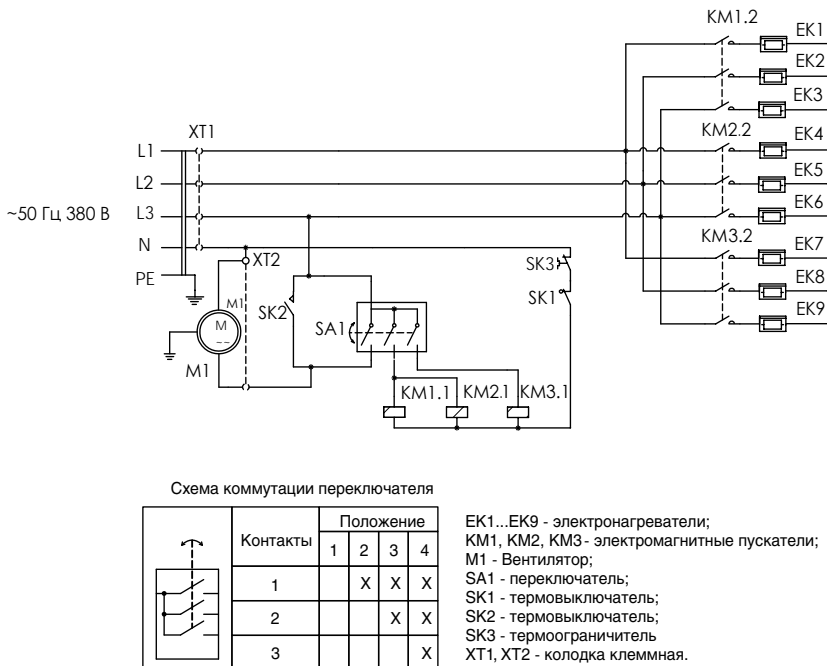 KM1.2
EK1
EK2
EK3
KM2.2
EK4
EK5
EK6
KM3.2
EK7
EK8
EK9
XT1
L1
L2
~50 Гц 380 В
L3
N
PE
XT2
M1
M
M1
SK2
SA1
SK3
SK1
KM1.1
KM2.1
KM3.1
Схема коммутации переключателя
Контакты
Положение
1 2 3 4
1 X X X
2 X X
3 X
EK1...EK9 - электронагреватели;
KM1, KM2, KM3 - электромагнитные пускатели;
M1 - Вентилятор;
SA1 - переключатель;
SK1 - термовыключатель;
SK2 - термовыключатель;
SK3 - термоограничитель
XT1, XT2 - колодка клеммная.